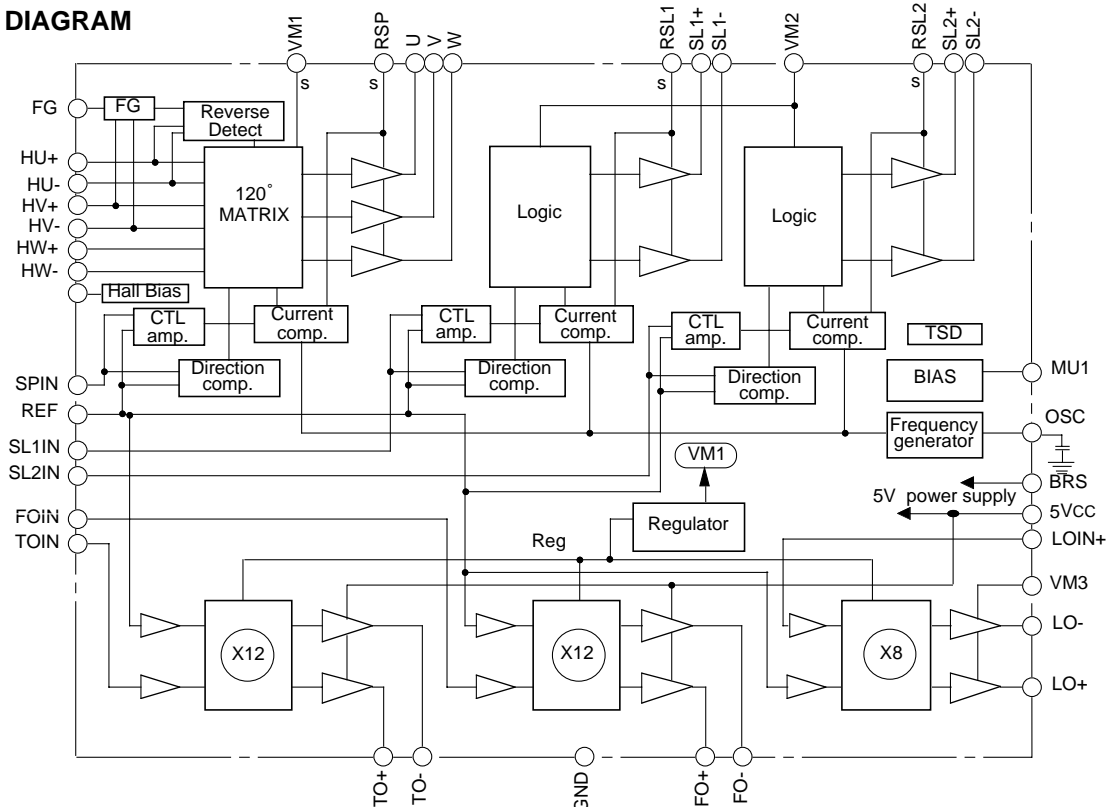 DIAGRAM
VM1
RSP
U
V
W
RSL1
SL1+
SL1-
VM2
RSL2
SL2+
SL2-
s
s
s
s
FG
FG
Reverse
Detect
HU+
HU-
HV+
HV-
HW+
HW-
120°
MATRIX
Logic
Logic
Hall Bias
CTL
amp.
Current
comp.
CTL
amp.
Current
comp.
CTL
amp.
Current
comp.
TSD
Direction
comp.
Direction
comp.
Direction
comp.
BIAS
MU1
SPIN
REF
SL1IN
SL2IN
Frequency
generator
OSC
VM1
BRS
5V power supply
5VCC
FOIN
TOIN
Regulator
Reg
LOIN+
VM3
X12
X12
X8
LO-
LO+
TO+
TO-
GND
FO+
FO-